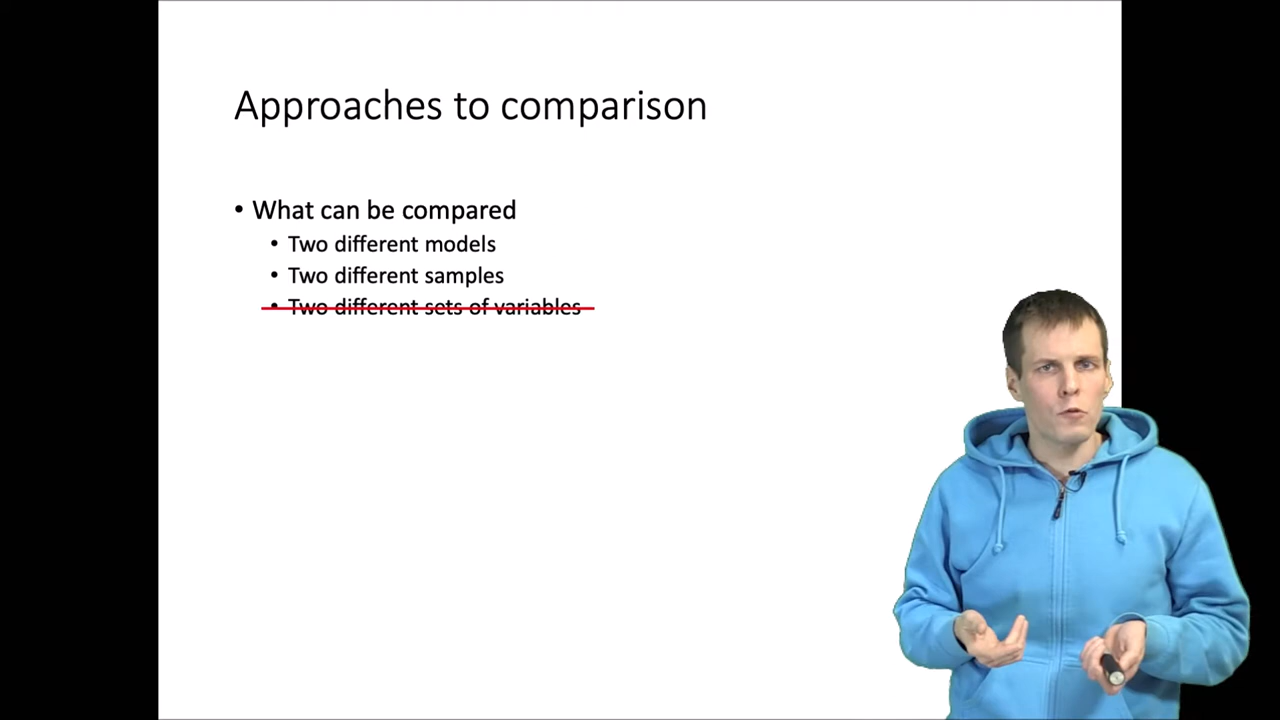 Approaches to comparison
• What can be compared
• Two different models
• Two different samples
• Two different sets of variables